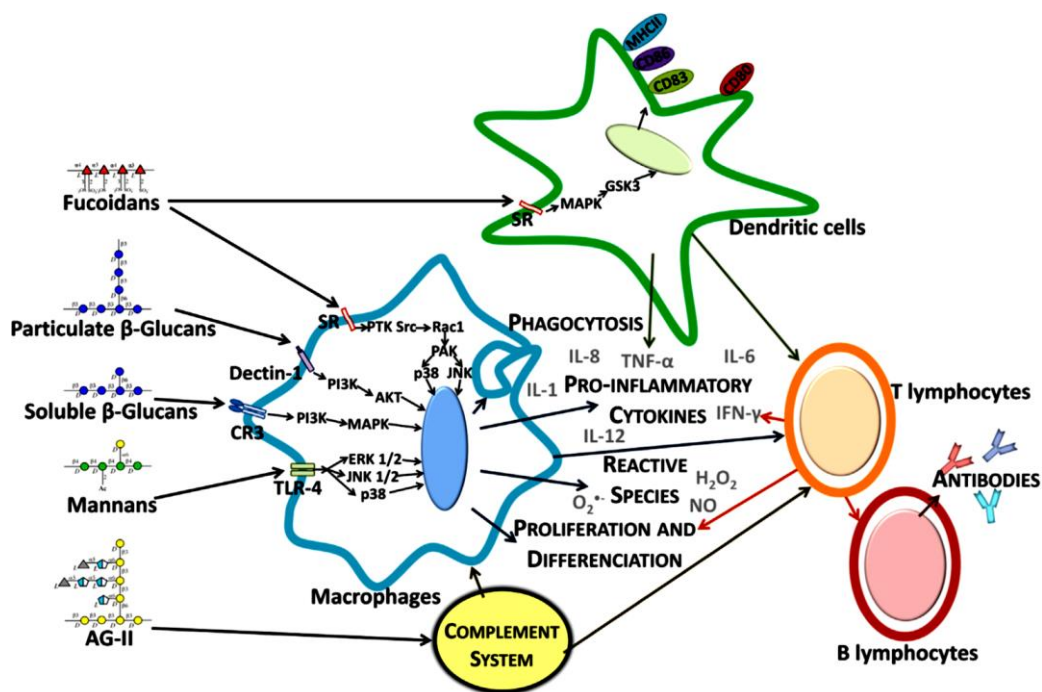 MHCII
CD86
CD83
CD80
GSK3
MAPK
SR
Dendritic cells
Fucoidans
Particulate β-Glucans
Soluble β-Glucans
Mannans
AG-II
SR
PTK Src
Rac1
PAK
p38
JNK
Dectin-1
PI3K
AKT
CR3
PI3K
MAPK
TLR-4
ERK 1/2
JNK 1/2
p38
Macrophages
PHAGOCYTOSIS
IL-8
TNF-α
IL-6
IL-1
PRO-INFLAMMATORY
CYTOKINES
IFN-γ
IL-12
REACTIVE
SPECIES
H₂O₂
O₂•-
NO
PROLIFERATION AND
DIFFERENCIATION
COMPLEMENT
SYSTEM
T lymphocytes
ANTIBODIES
B lymphocytes